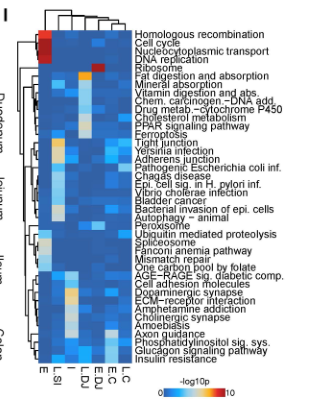 I
Homologous recombination
Cell cycle
Nucleocytoplasmic transport
DNA replication
Ribosome
Fat digestion and absorption
Mineral absorption
Vitamin digestion and abs.
Chem. carcinogen.−DNA add.
Drug metab.−cytochrome P450
Cholesterol metabolism
PPAR signaling pathway
Ferroptosis
Tight junction
Yersinia infection
Adherens junction
Pathogenic Escherichia coli inf.
Chagas disease
Epi. cell sig. in H. pylori inf.
Vibrio cholerae infection
Bladder cancer
Bacterial invasion of epi. cells
Autophagy − animal
Peroxisome
Ubiquitin mediated proteolysis
Spliceosome
Fanconi anemia pathway
Mismatch repair
One carbon pool by folate
AGE−RAGE sig. diabetic comp.
Cell adhesion molecules
Dopaminergic synapse
ECM−receptor interaction
Amphetamine addiction
Cholinergic synapse
Amoebiasis
Axon guidance
Phosphatidylinositol sig. sys.
Glucagon signaling pathway
Insulin resistance
E
L.SI
I
L.DJ
E.DJ
E.C
L.C
-log10p
0 10